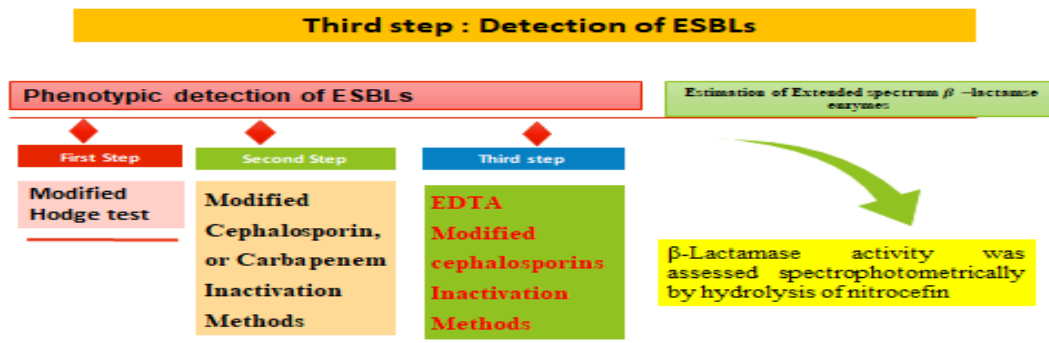 Third step : Detection of ESBLs
Phenotypic detection of ESBLs
Estimation of Extended spectrum β –lactamse
enzymes
First Step
Second Step
Third step
Modified
Hodge test
Modified
Cephalosporin,
or Carbapenem
Inactivation
Methods
EDTA
Modified
cephalosporins
Inactivation
Methods
β-Lactamase activity was
assessed spectrophotometrically
by hydrolysis of nitrocefin